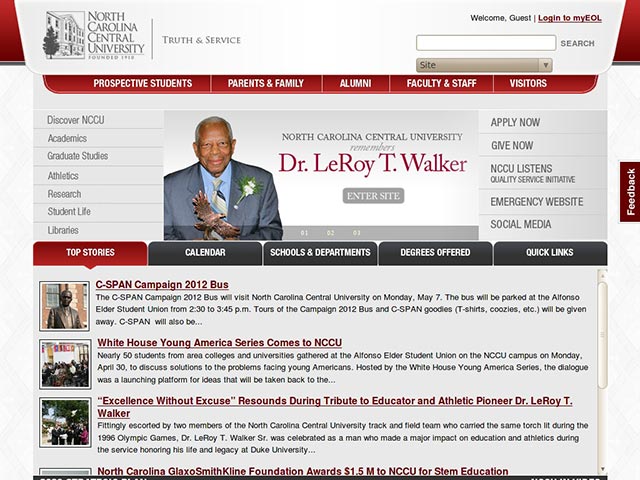 NORTH
CAROLINA
CENTRAL
UNIVERSITY
FOUNDED 1910
TRUTH & SERVICE
Welcome, Guest | Login to myEOL
SEARCH
Site
PROSPECTIVE STUDENTS
PARENTS & FAMILY
ALUMNI
FACULTY & STAFF
VISITORS
Discover NCCU
Academics
Graduate Studies
Athletics
Research
Student Life
Libraries
NORTH CAROLINA CENTRAL UNIVERSITY
remembers
Dr. LeRoy T. Walker
ENTER SITE
01 02 03
APPLY NOW
GIVE NOW
NCCU LISTENS
QUALITY SERVICE INITIATIVE
EMERGENCY WEBSITE
SOCIAL MEDIA
Feedback
TOP STORIES
CALENDAR
SCHOOLS & DEPARTMENTS
DEGREES OFFERED
QUICK LINKS
C-SPAN Campaign 2012 Bus
The C-SPAN Campaign 2012 Bus will visit North Carolina Central University on Monday, May 7. The bus will be parked at the Alfonso
Elder Student Union from 2:30 to 3:45 p.m. Tours of the Campaign 2012 Bus and C-SPAN goodies (T-shirts, coozies, etc.) will be given
away. C-SPAN will also be...
White House Young America Series Comes to NCCU
Nearly 50 students from area colleges and universities gathered at the Alfonso Elder Student Union on the NCCU campus on Monday,
April 30, to discuss solutions to the problems facing young Americans. Hosted by the White House Young America Series, the dialogue
was a launching platform for ideas that will be taken back to the...
“Excellence Without Excuse” Resounds During Tribute to Educator and Athletic Pioneer Dr. LeRoy T.
Walker
Fittingly escorted by two members of the North Carolina Central University track and field team who carried the same torch lit during the
1996 Olympic Games, Dr. LeRoy T. Walker Sr. was celebrated as a man who made a major impact on education and athletics during
the service honoring his life and legacy at Duke University...
North Carolina GlaxoSmithKline Foundation Awards $1.5 M to NCCU for Stem Education